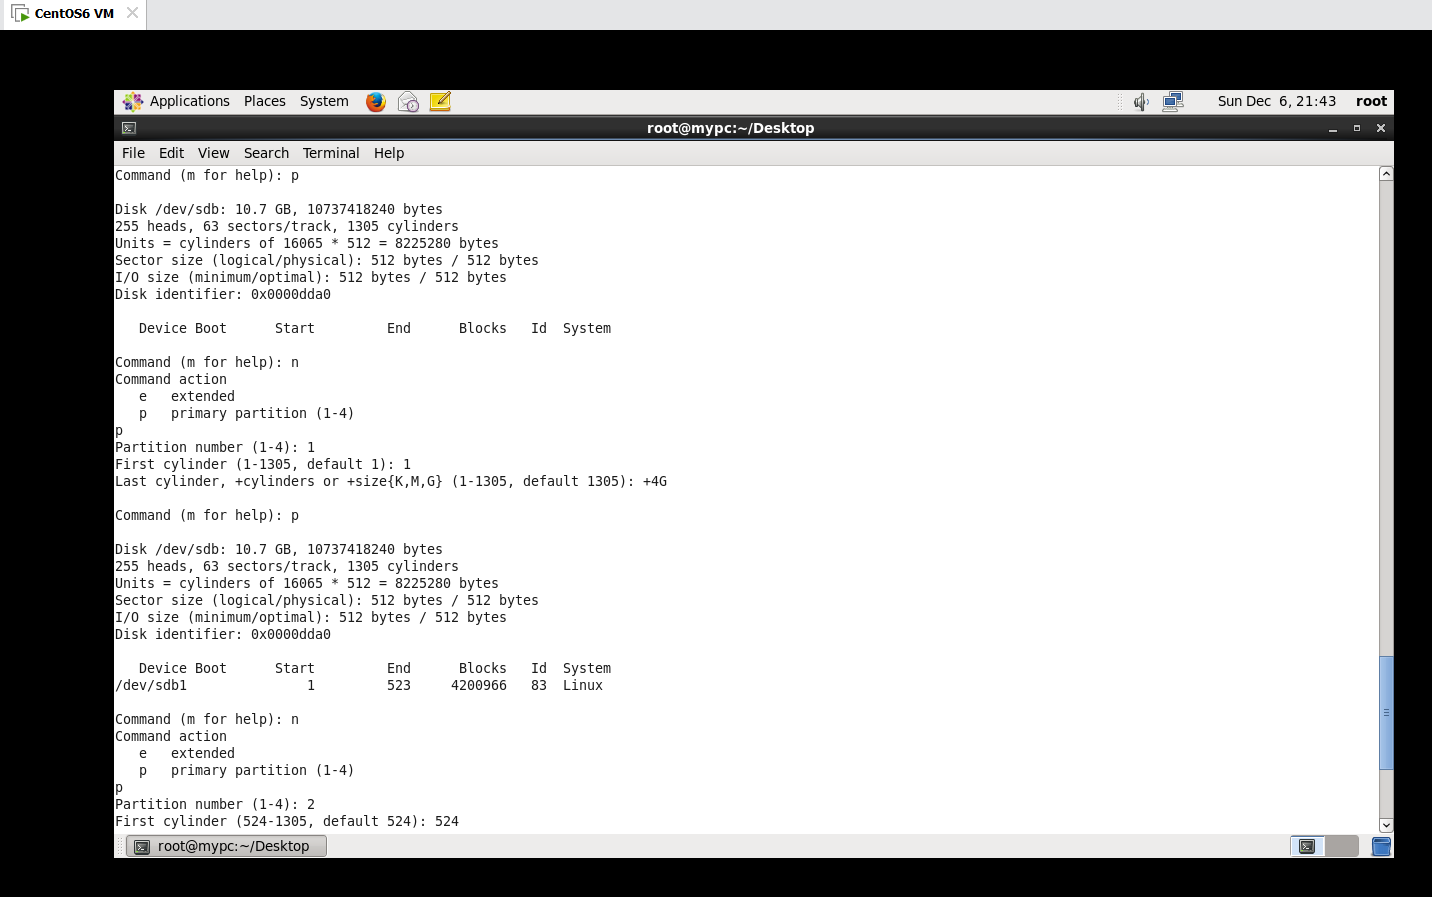 CentOS6 VM
Applications Places System Sun Dec 6, 21:43 root
root@mypc:~/Desktop
File Edit View Search Terminal Help
Command (m for help): p
Disk /dev/sdb: 10.7 GB, 10737418240 bytes
255 heads, 63 sectors/track, 1305 cylinders
Units = cylinders of 16065 * 512 = 8225280 bytes
Sector size (logical/physical): 512 bytes / 512 bytes
I/O size (minimum/optimal): 512 bytes / 512 bytes
Disk identifier: 0x0000dda0
   Device Boot      Start         End      Blocks   Id  System
Command (m for help): n
Command action
   e   extended
   p   primary partition (1-4)
p
Partition number (1-4): 1
First cylinder (1-1305, default 1): 1
Last cylinder, +cylinders or +size{K,M,G} (1-1305, default 1305): +4G
Command (m for help): p
Disk /dev/sdb: 10.7 GB, 10737418240 bytes
255 heads, 63 sectors/track, 1305 cylinders
Units = cylinders of 16065 * 512 = 8225280 bytes
Sector size (logical/physical): 512 bytes / 512 bytes
I/O size (minimum/optimal): 512 bytes / 512 bytes
Disk identifier: 0x0000dda0
   Device Boot      Start         End      Blocks   Id  System
/dev/sdb1               1         523     4200966   83  Linux
Command (m for help): n
Command action
   e   extended
   p   primary partition (1-4)
p
Partition number (1-4): 2
First cylinder (524-1305, default 524): 524
root@mypc:~/Desktop